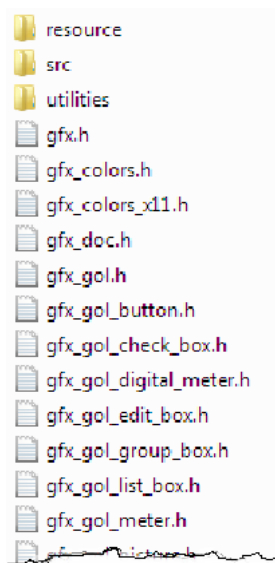 resource
src
utilities
gfx.h
gfx_colors.h
gfx_colors_x11.h
gfx_doc.h
gfx_gol.h
gfx_gol_button.h
gfx_gol_check_box.h
gfx_gol_digital_meter.h
gfx_gol_edit_box.h
gfx_gol_group_box.h
gfx_gol_list_box.h
gfx_gol_meter.h